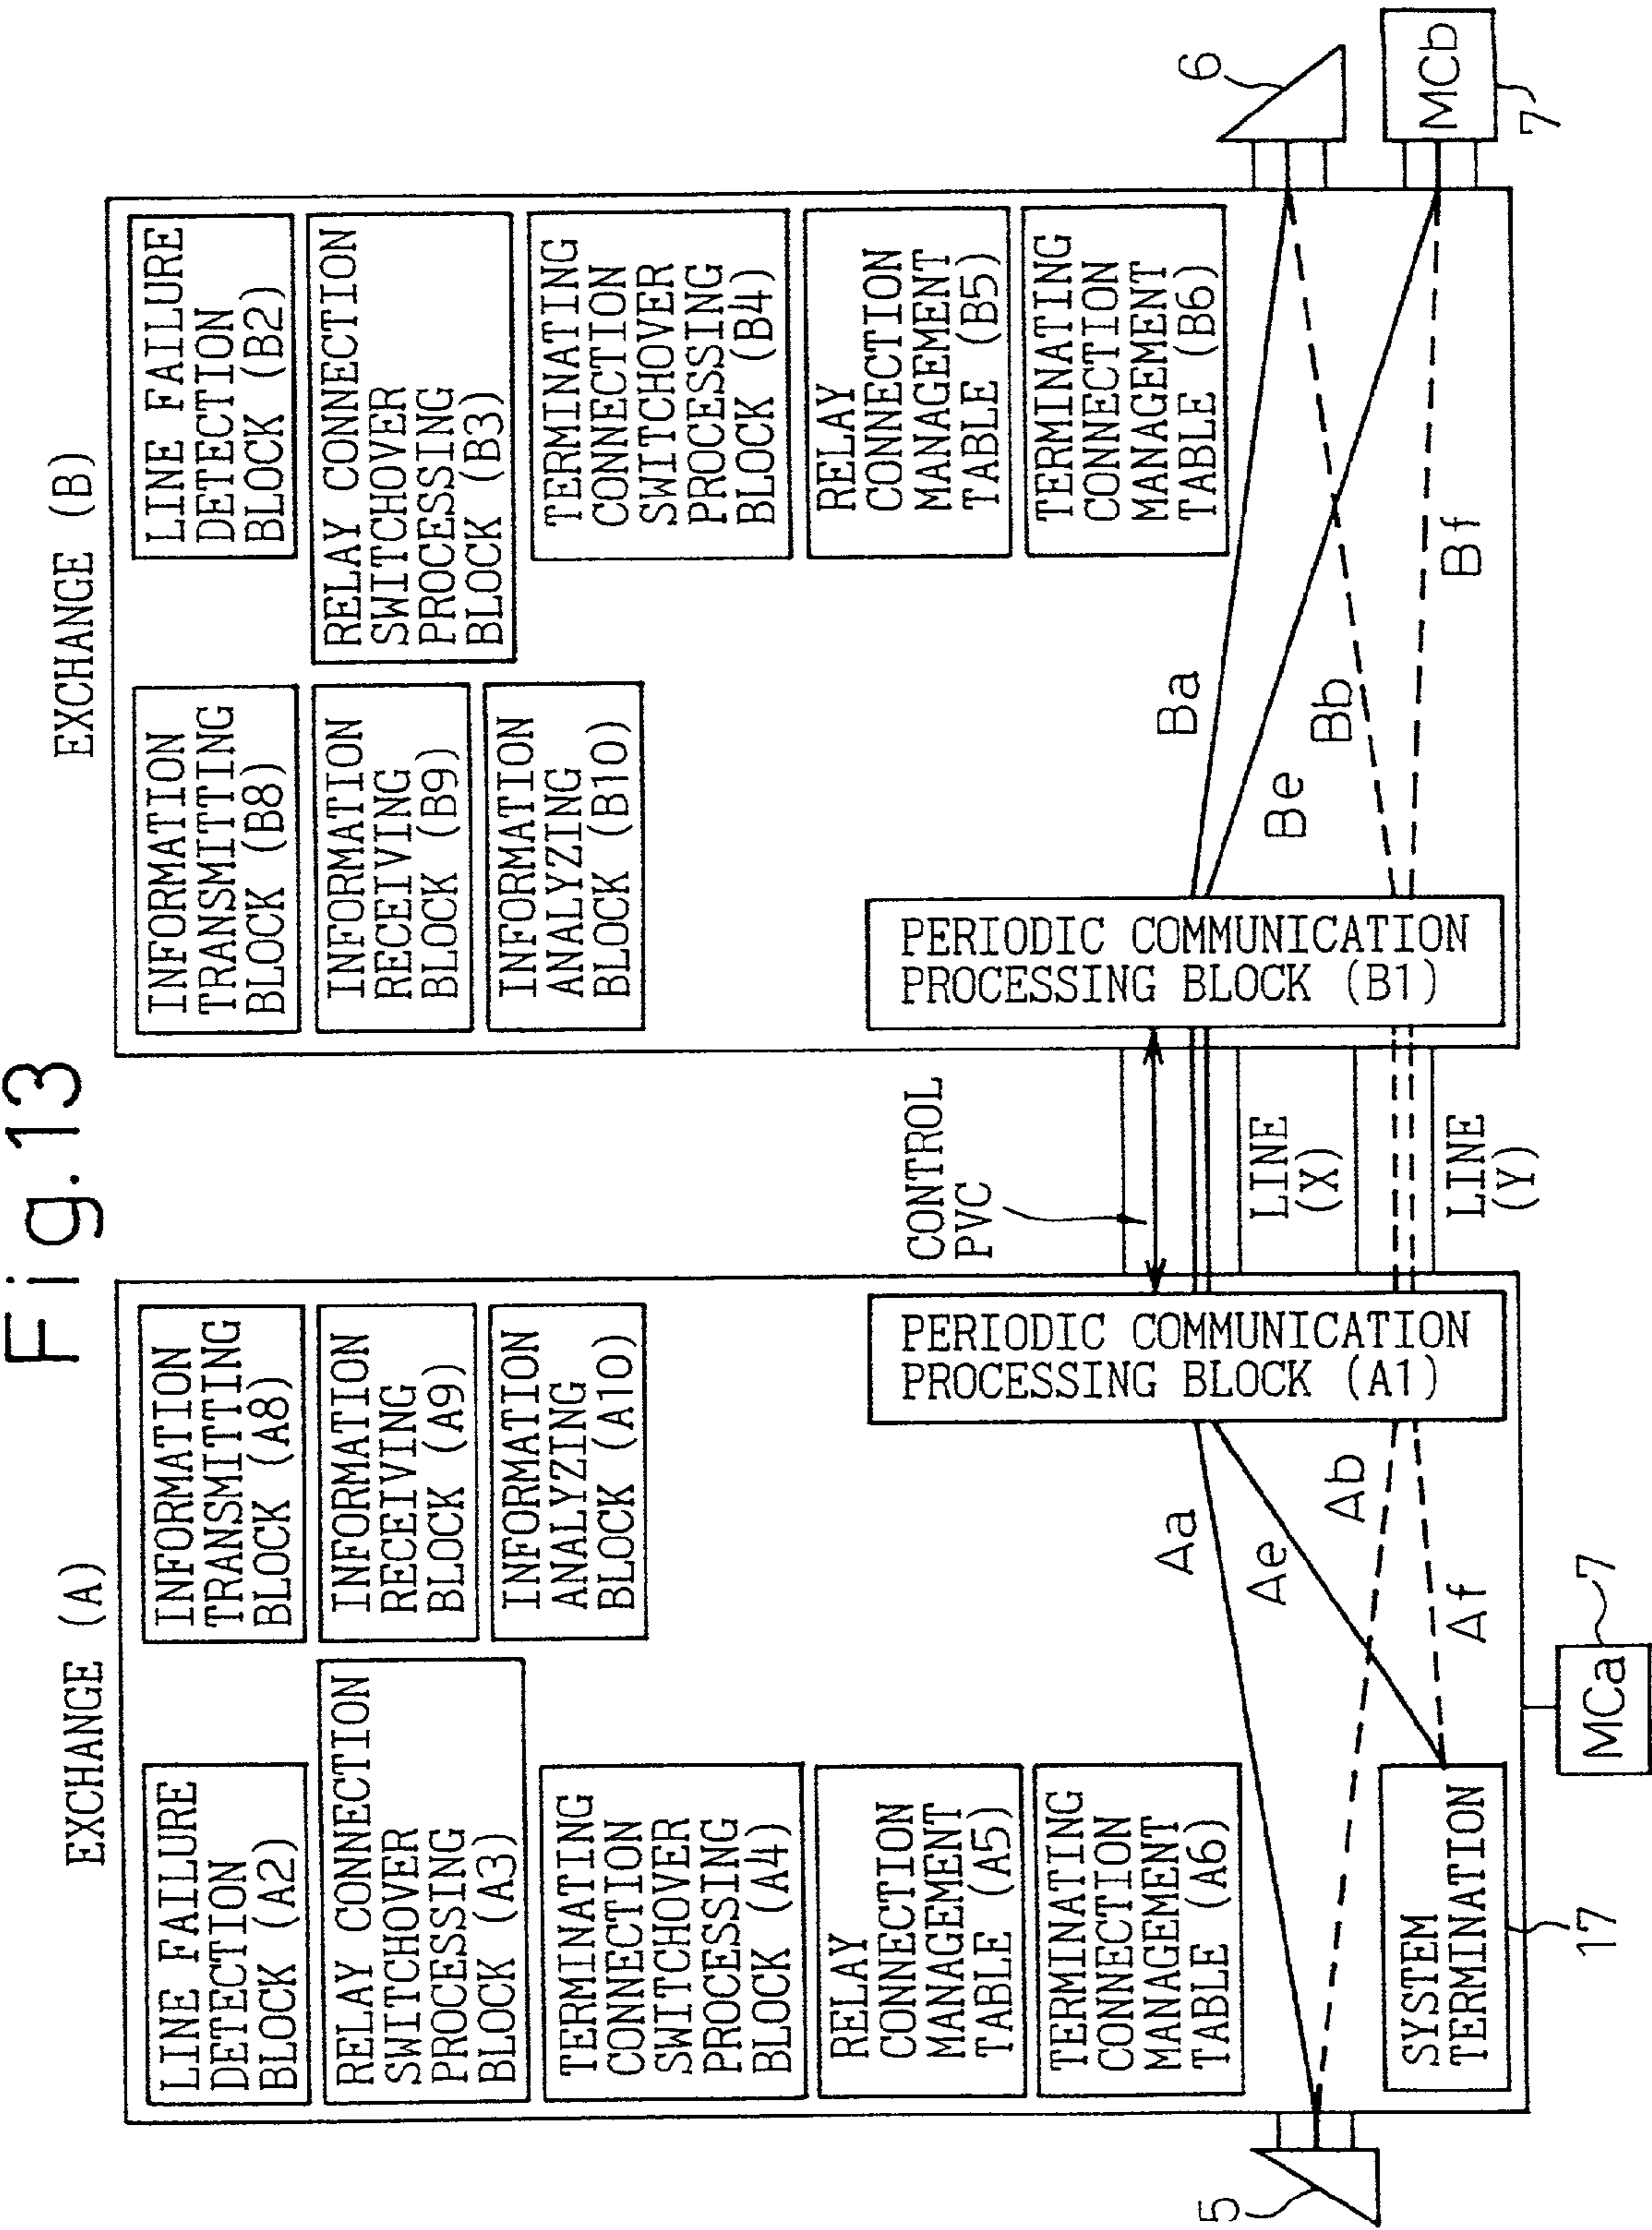 Fig.13
EXCHANGE (A)
LINE FAILURE
DETECTION
BLOCK (A2)
RELAY CONNECTION
SWITCHOVER
PROCESSING
BLOCK (A3)
TERMINATING
CONNECTION
SWITCHOVER
PROCESSING
BLOCK (A4)
RELAY
CONNECTION
MANAGEMENT
TABLE (A5)
TERMINATING
CONNECTION
MANAGEMENT
TABLE (A6)
SYSTEM
TERMINATION
17
5
INFORMATION
TRANSMITTING
BLOCK (A8)
INFORMATION
RECEIVING
BLOCK (A9)
INFORMATION
ANALYZING
BLOCK (A10)
PERIODIC COMMUNICATION
PROCESSING BLOCK (A1)
Aa
Ae
Ab
Af
MCa
7
CONTROL
PVC
LINE
(X)
LINE
(Y)
EXCHANGE (B)
INFORMATION
TRANSMITTING
BLOCK (B8)
INFORMATION
RECEIVING
BLOCK (B9)
INFORMATION
ANALYZING
BLOCK (B10)
PERIODIC COMMUNICATION
PROCESSING BLOCK (B1)
LINE FAILURE
DETECTION
BLOCK (B2)
RELAY CONNECTION
SWITCHOVER
PROCESSING
BLOCK (B3)
TERMINATING
CONNECTION
SWITCHOVER
PROCESSING
BLOCK (B4)
RELAY
CONNECTION
MANAGEMENT
TABLE (B5)
TERMINATING
CONNECTION
MANAGEMENT
TABLE (B6)
Ba
Be
Bb
Bf
6
MCb
7